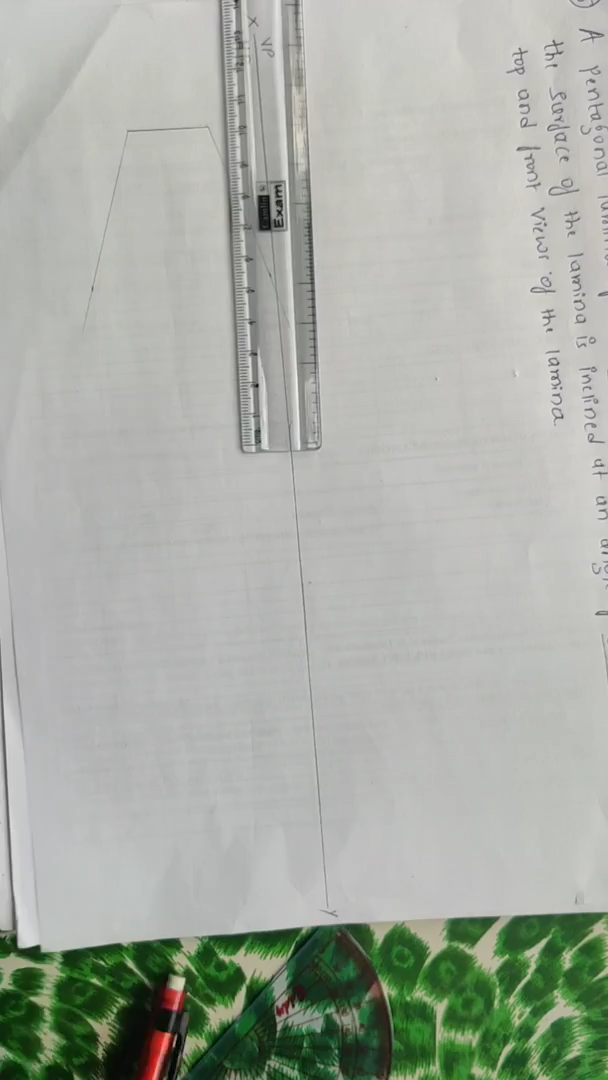 A pentagonal
the surface of the lamina is inclined at an
top and front views of the lamina
X
VP
Y
Exam